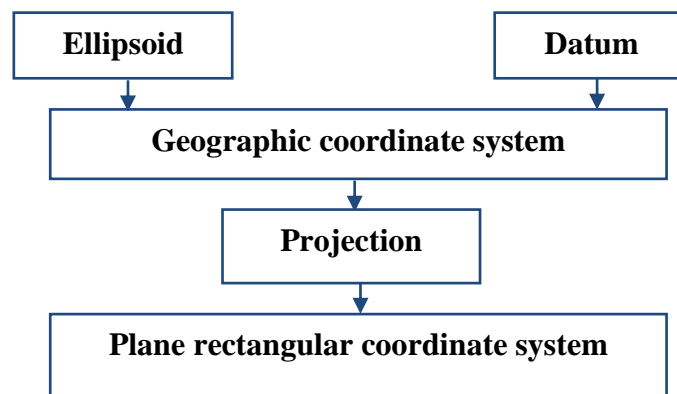 Ellipsoid
Datum
Geographic coordinate system
Projection
Plane rectangular coordinate system